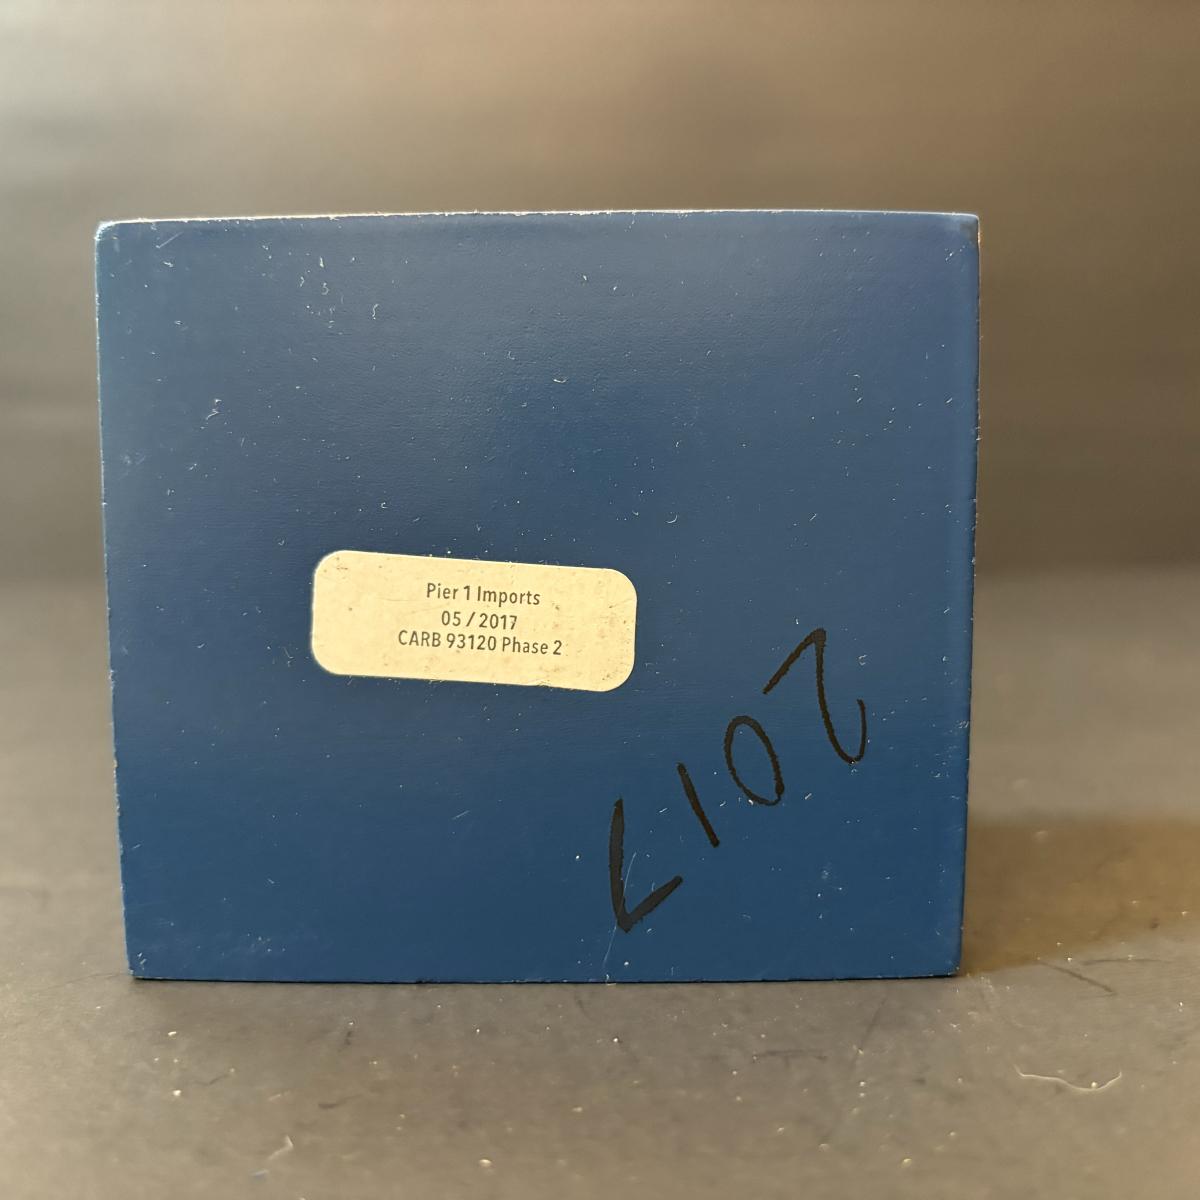 Pier 1 Imports
05 / 2017
CARB 93120 Phase 2
2017